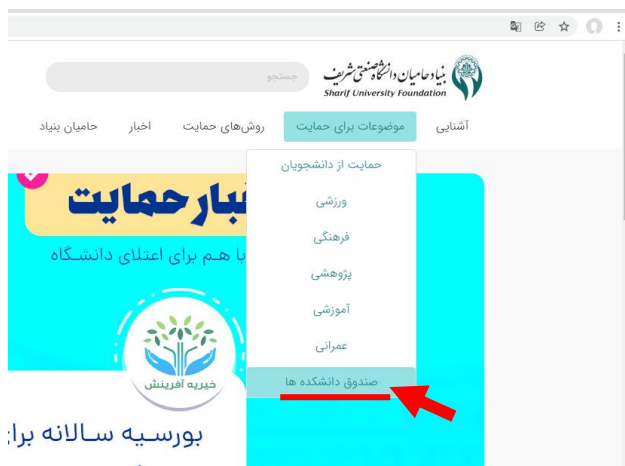 بنیاد حامیان دانشگاه صنعتی شریف
Sharif University Foundation
جستجو
آشنایی
موضوعات برای حمایت
روش‌های حمایت
اخبار
حامیان بنیاد
حمایت از دانشجویان
ورزشی
فرهنگی
پژوهشی
آموزشی
عمرانی
صندوق دانشکده ها
حمایت
با هم برای اعتلای دانشگاه
خیریه آفرینش
بورسیه سالانه برای